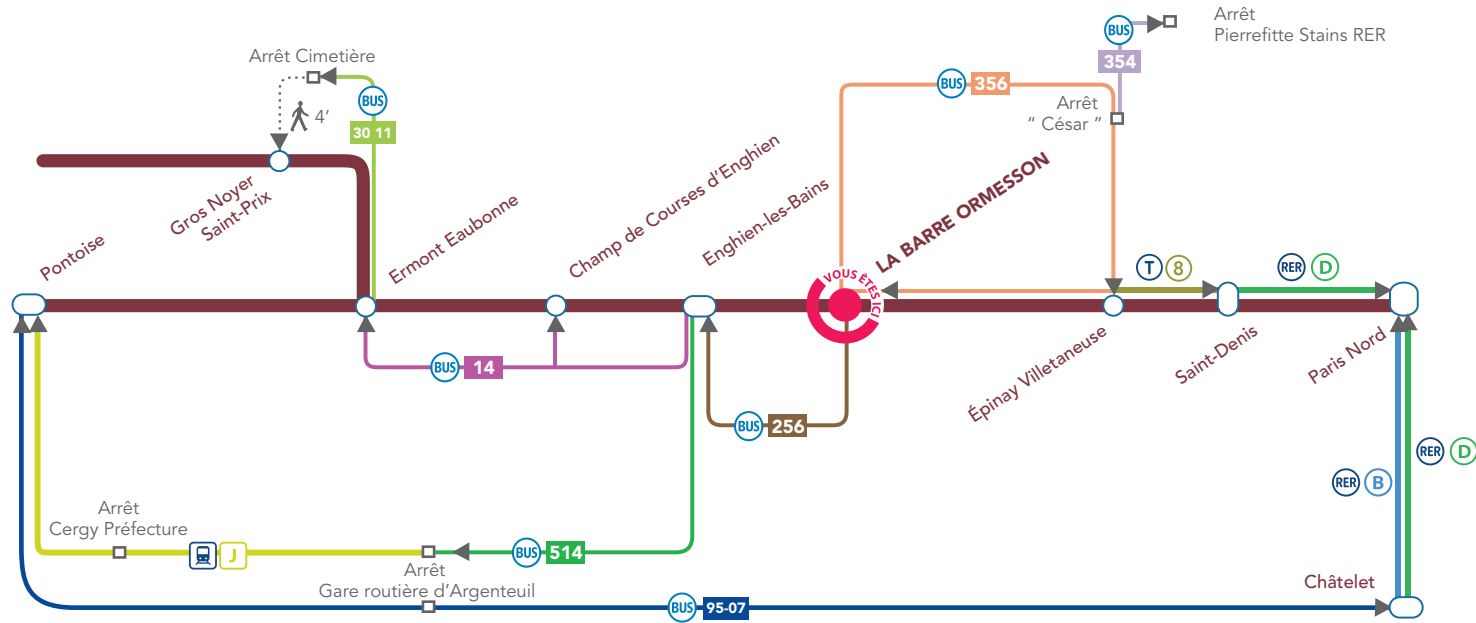 Arrêt
Pierrefitte Stains RER
BUS
354
Arrêt Cimetière
BUS
30 11
4’
BUS
356
Arrêt
“ César ”
Pontoise
Gros Noyer
Saint-Prix
Ermont Eaubonne
Champ de Courses d’Enghien
Enghien-les-Bains
LA BARRE ORMESSON
VOUS ÊTES ICI
T 8
RER D
Épinay Villetaneuse
Saint-Denis
Paris Nord
BUS 14
BUS 256
RER D
RER B
Arrêt
Cergy Préfecture
J
BUS 514
Arrêt
Gare routière d’Argenteuil
BUS 95-07
Châtelet